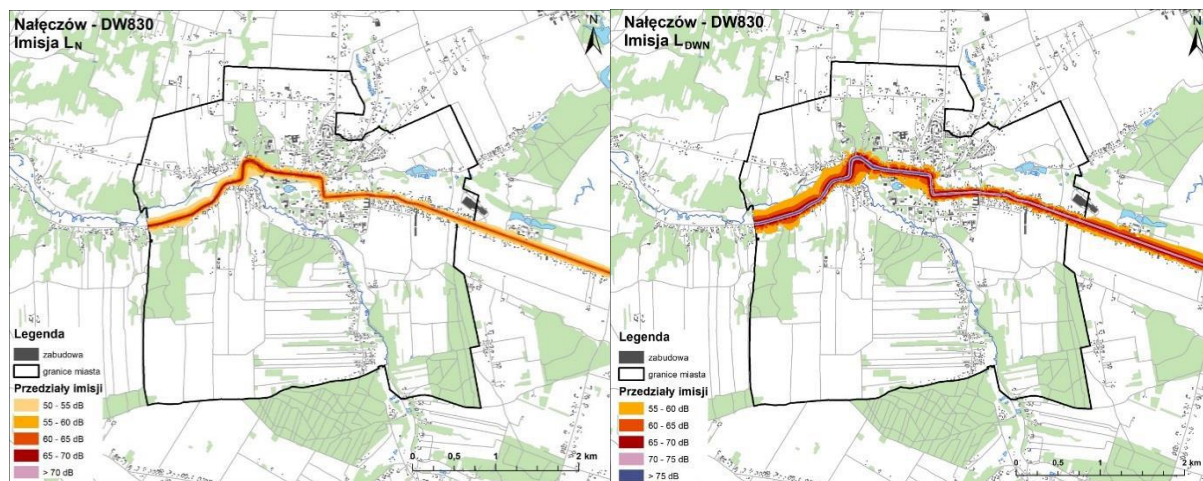 Nałęczów - DW830
Imisja LN
N
Legenda
zabudowa
granice miasta
Przedziały imisji
50 - 55 dB
55 - 60 dB
60 - 65 dB
65 - 70 dB
> 70 dB
0 0,5 1 2 km
Nałęczów - DW830
Imisja LDWN
N
Legenda
zabudowa
granice miasta
Przedziały imisji
55 - 60 dB
60 - 65 dB
65 - 70 dB
70 - 75 dB
> 75 dB
0 0,5 1 2 km